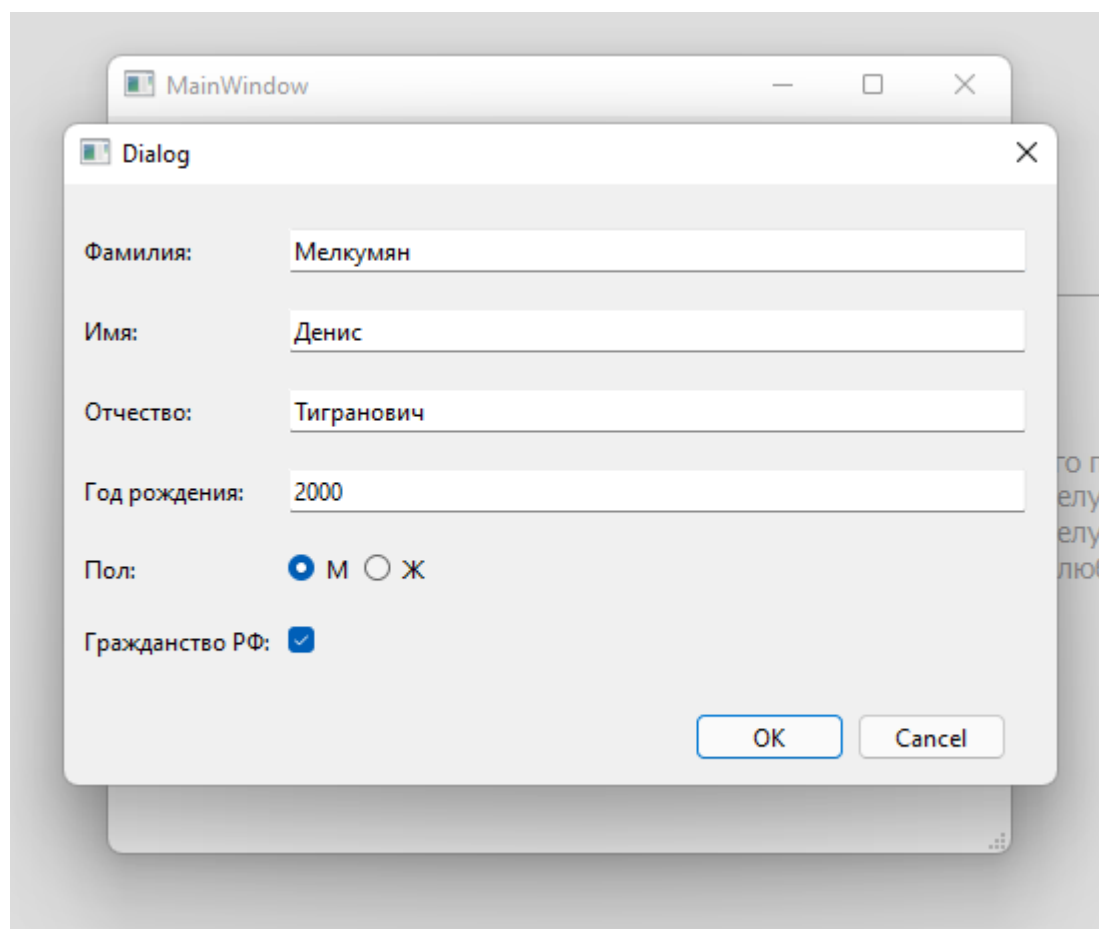 MainWindow
Dialog
Фамилия: Мелкумян
Имя: Денис
Отчество: Тигранович
Год рождения: 2000
Пол: М Ж
Гражданство РФ:
OK Cancel